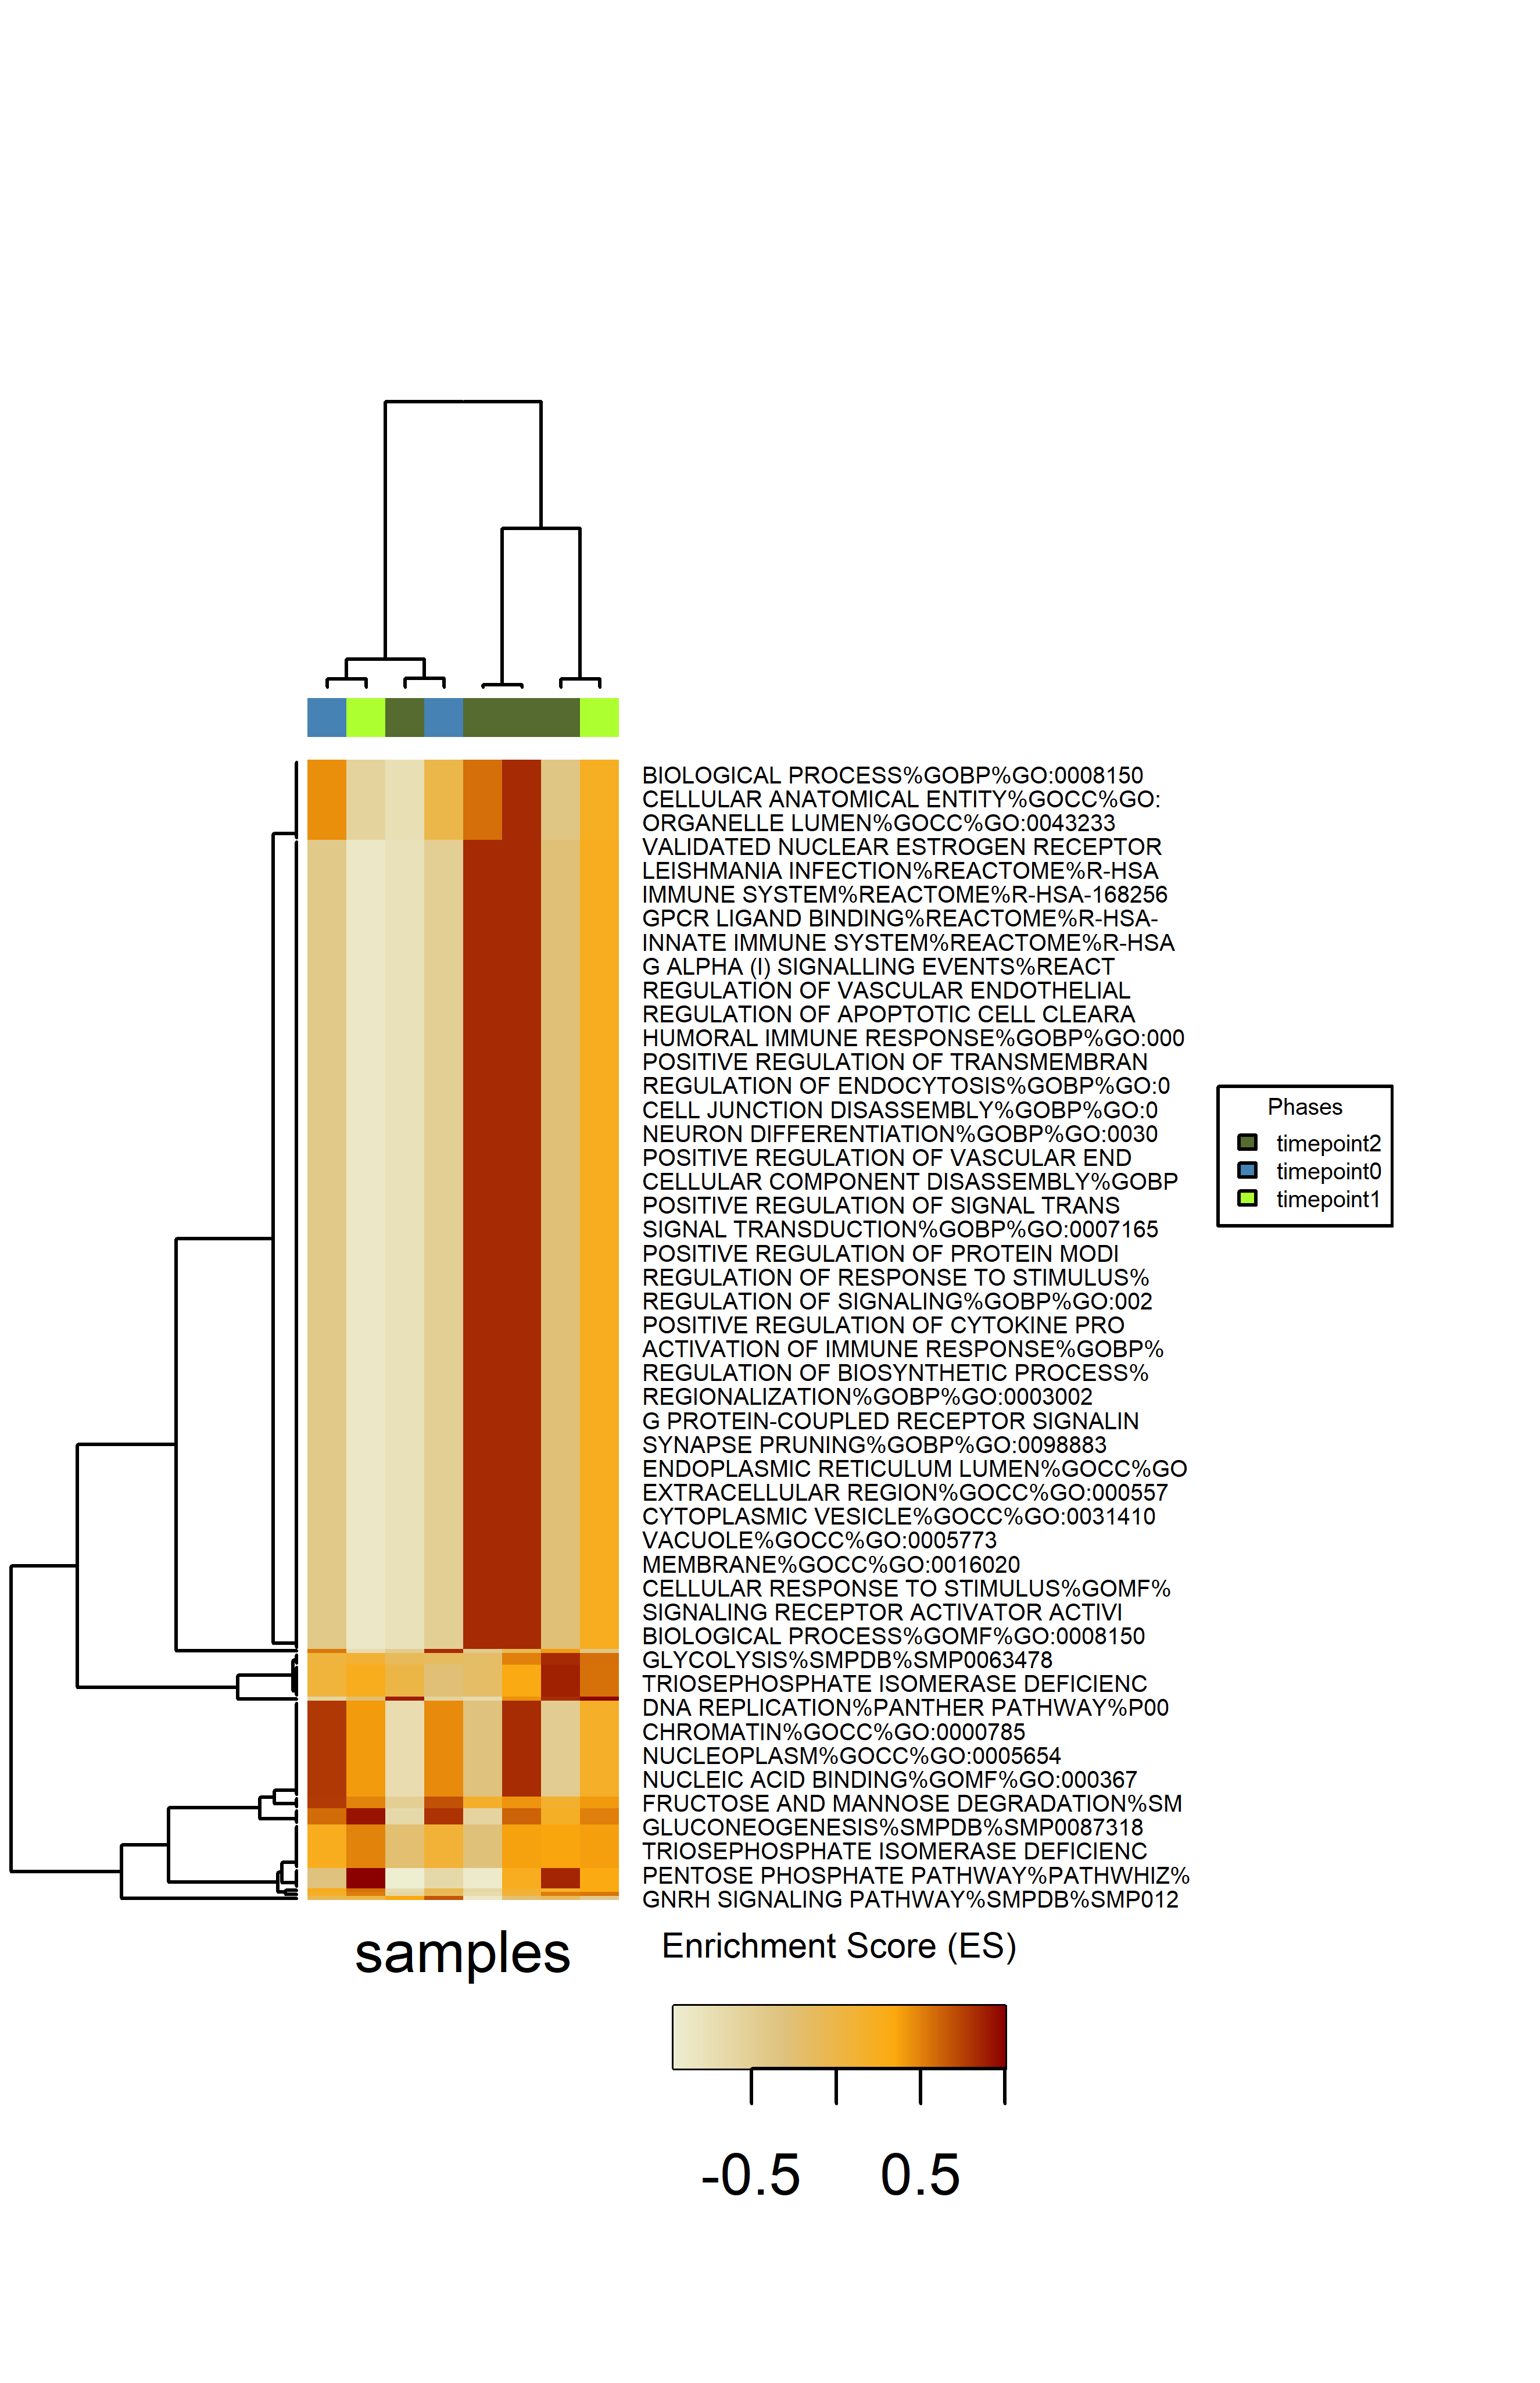 BIOLOGICAL PROCESS%GOBP%GO:0008150
CELLULAR ANATOMICAL ENTITY%GOCC%GO:
ORGANELLE LUMEN%GOCC%GO:0043233
VALIDATED NUCLEAR ESTROGEN RECEPTOR
LEISHMANIA INFECTION%REACTOME%R-HSA
IMMUNE SYSTEM%REACTOME%R-HSA-168256
GPCR LIGAND BINDING%REACTOME%R-HSA-
INNATE IMMUNE SYSTEM%REACTOME%R-HSA
G ALPHA (I) SIGNALLING EVENTS%REACT
REGULATION OF VASCULAR ENDOTHELIAL
REGULATION OF APOPTOTIC CELL CLEARA
HUMORAL IMMUNE RESPONSE%GOBP%GO:000
POSITIVE REGULATION OF TRANSMEMBRAN
REGULATION OF ENDOCYTOSIS%GOBP%GO:0
CELL JUNCTION DISASSEMBLY%GOBP%GO:0
NEURON DIFFERENTIATION%GOBP%GO:0030
POSITIVE REGULATION OF VASCULAR END
CELLULAR COMPONENT DISASSEMBLY%GOBP
POSITIVE REGULATION OF SIGNAL TRANS
SIGNAL TRANSDUCTION%GOBP%GO:0007165
POSITIVE REGULATION OF PROTEIN MODI
REGULATION OF RESPONSE TO STIMULUS%
REGULATION OF SIGNALING%GOBP%GO:002
POSITIVE REGULATION OF CYTOKINE PRO
ACTIVATION OF IMMUNE RESPONSE%GOBP%
REGULATION OF BIOSYNTHETIC PROCESS%
REGIONALIZATION%GOBP%GO:0003002
G PROTEIN-COUPLED RECEPTOR SIGNALIN
SYNAPSE PRUNING%GOBP%GO:0098883
ENDOPLASMIC RETICULUM LUMEN%GOCC%GO
EXTRACELLULAR REGION%GOCC%GO:000557
CYTOPLASMIC VESICLE%GOCC%GO:0031410
VACUOLE%GOCC%GO:0005773
MEMBRANE%GOCC%GO:0016020
CELLULAR RESPONSE TO STIMULUS%GOMF%
SIGNALING RECEPTOR ACTIVATOR ACTIVI
BIOLOGICAL PROCESS%GOMF%GO:0008150
GLYCOLYSIS%SMPDB%SMP0063478
TRIOSEPHOSPHATE ISOMERASE DEFICIENC
DNA REPLICATION%PANTHER PATHWAY%P00
CHROMATIN%GOCC%GO:0000785
NUCLEOPLASM%GOCC%GO:0005654
NUCLEIC ACID BINDING%GOMF%GO:000367
FRUCTOSE AND MANNOSE DEGRADATION%SM
GLUCONEOGENESIS%SMPDB%SMP0087318
TRIOSEPHOSPHATE ISOMERASE DEFICIENC
PENTOSE PHOSPHATE PATHWAY%PATHWHIZ%
GNRH SIGNALING PATHWAY%SMPDB%SMP012
Phases
timepoint2
timepoint0
timepoint1
samples
Enrichment Score (ES)
-0.5 0.5